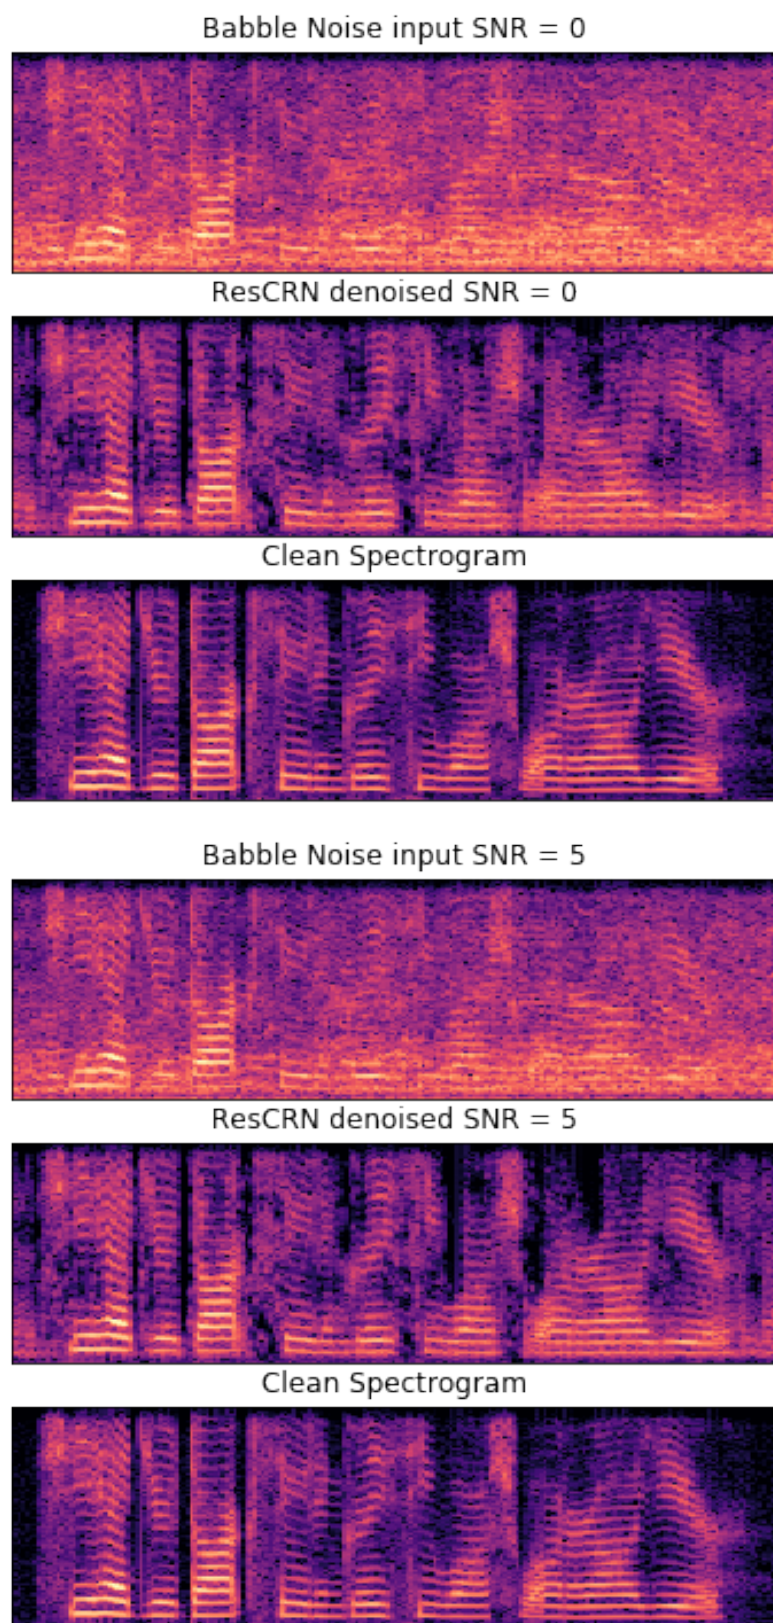 Babble Noise input SNR = 0
ResCRN denoised SNR = 0
Clean Spectrogram
Babble Noise input SNR = 5
ResCRN denoised SNR = 5
Clean Spectrogram